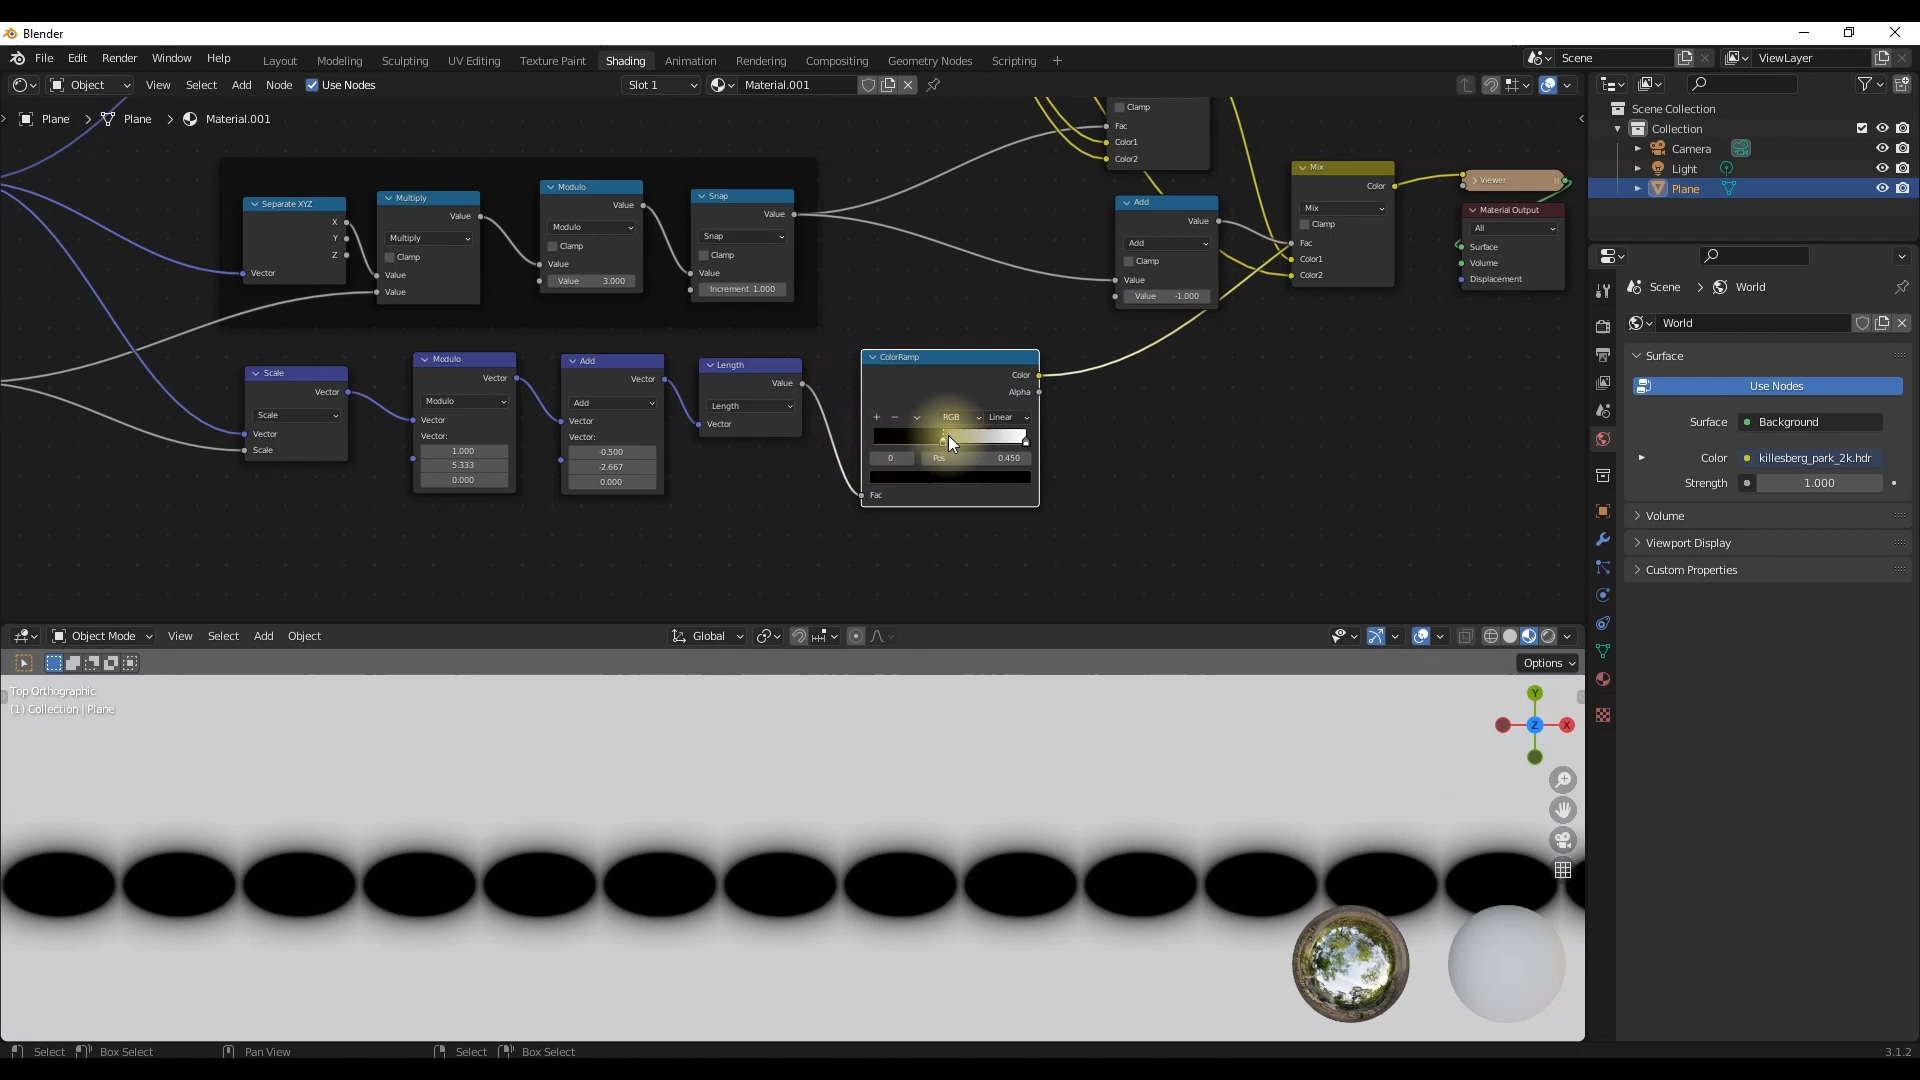 Blender
File Edit Render Window Help Layout Modeling Sculpting UV Editing Texture Paint Shading Animation Rendering Compositing Geometry Nodes Scripting + Scene ViewLayer
Object View Select Add Node Use Nodes Slot 1 Material.001
Plane > Plane > Material.001
Separate XYZ
X
Y
Z
Vector
Multiply
Value
Multiply
Clamp
Value
Value
Modulo
Value
Modulo
Clamp
Value
Value 3.000
Snap
Value
Snap
Clamp
Value
Increment 1.000
Clamp
Fac
Color1
Color2
Add
Value
Add
Clamp
Value
Value -1.000
Mix
Color
Mix
Clamp
Fac
Color1
Color2
Viewer
Material Output
All
Surface
Volume
Displacement
Scale
Vector
Scale
Vector
Scale
Modulo
Vector
Modulo
Vector
Vector:
1.000
5.333
0.000
Add
Vector
Add
Vector
Vector:
-0.500
-2.667
0.000
Length
Value
Length
Vector
ColorRamp
Color
Alpha
+ − RGB Linear
0 Pos 0.450
Fac
Scene Collection
Collection
Camera
Light
Plane
Scene > World
World
Surface
Use Nodes
Surface Background
Color killesberg_park_2k.hdr
Strength 1.000
Volume
Viewport Display
Custom Properties
Object Mode View Select Add Object Global
Options
Top Orthographic
(1) Collection | Plane
Y
Z X
Select Box Select Pan View Select Box Select 3.1.2